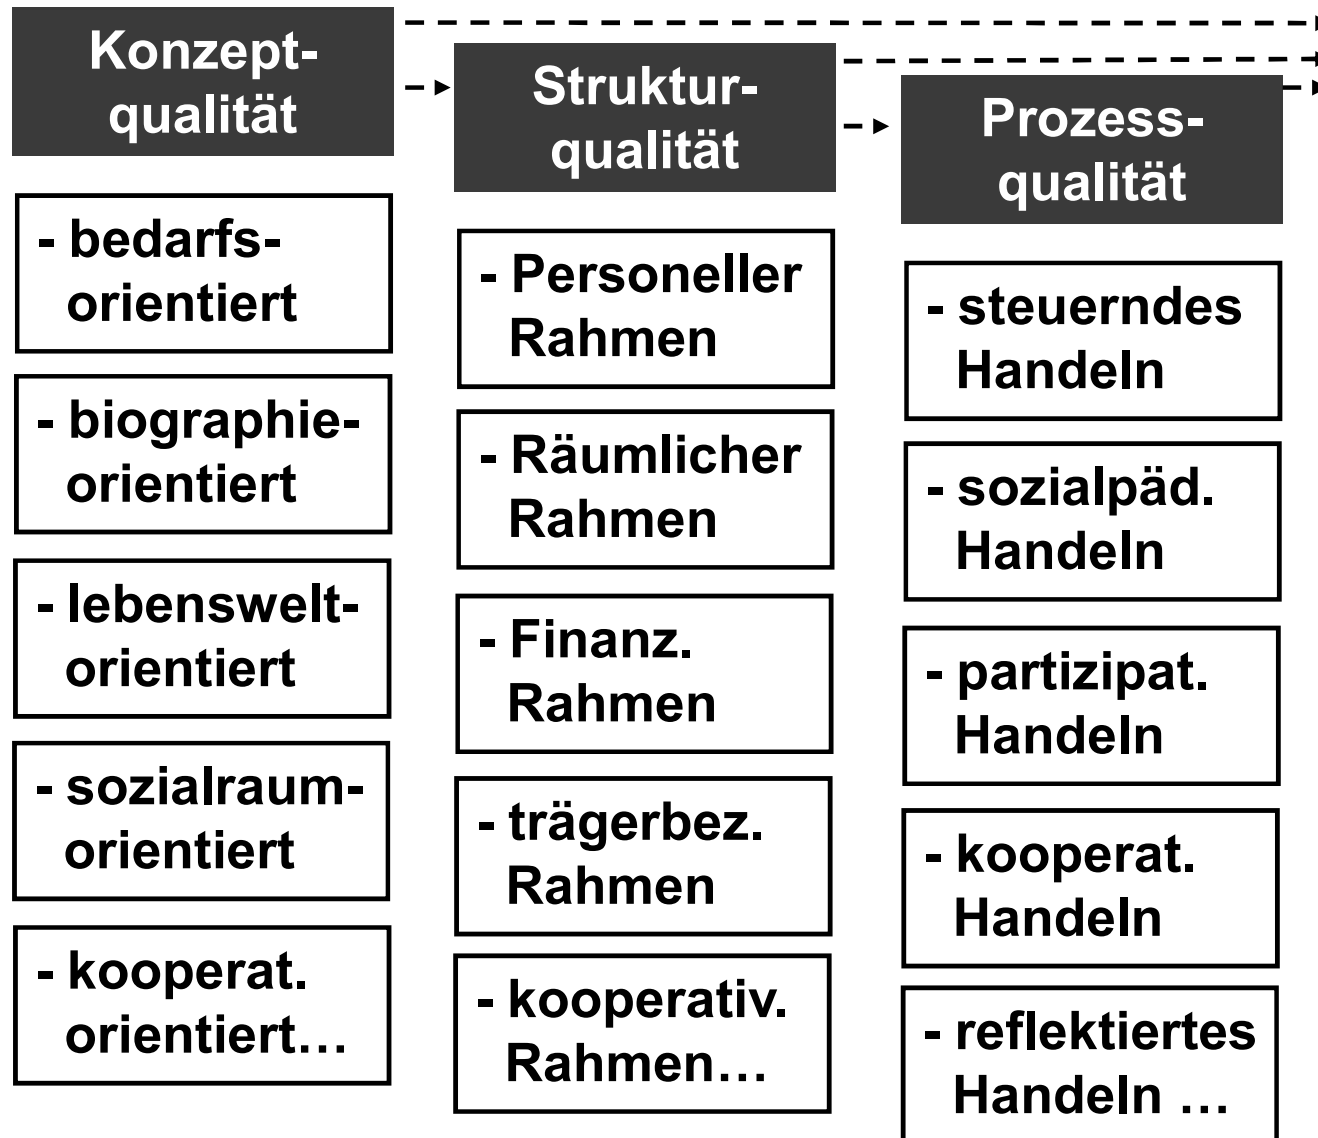 Konzept-
qualität
- bedarfs-
orientiert
- biographie-
orientiert
- lebenswelt-
orientiert
- sozialraum-
orientiert
- kooperat.
orientiert…
Struktur-
qualität
- Personeller
Rahmen
- Räumlicher
Rahmen
- Finanz.
Rahmen
- trägerbez.
Rahmen
- kooperativ.
Rahmen…
Prozess-
qualität
- steuerndes
Handeln
- sozialpäd.
Handeln
- partizipat.
Handeln
- kooperat.
Handeln
- reflektiertes
Handeln …